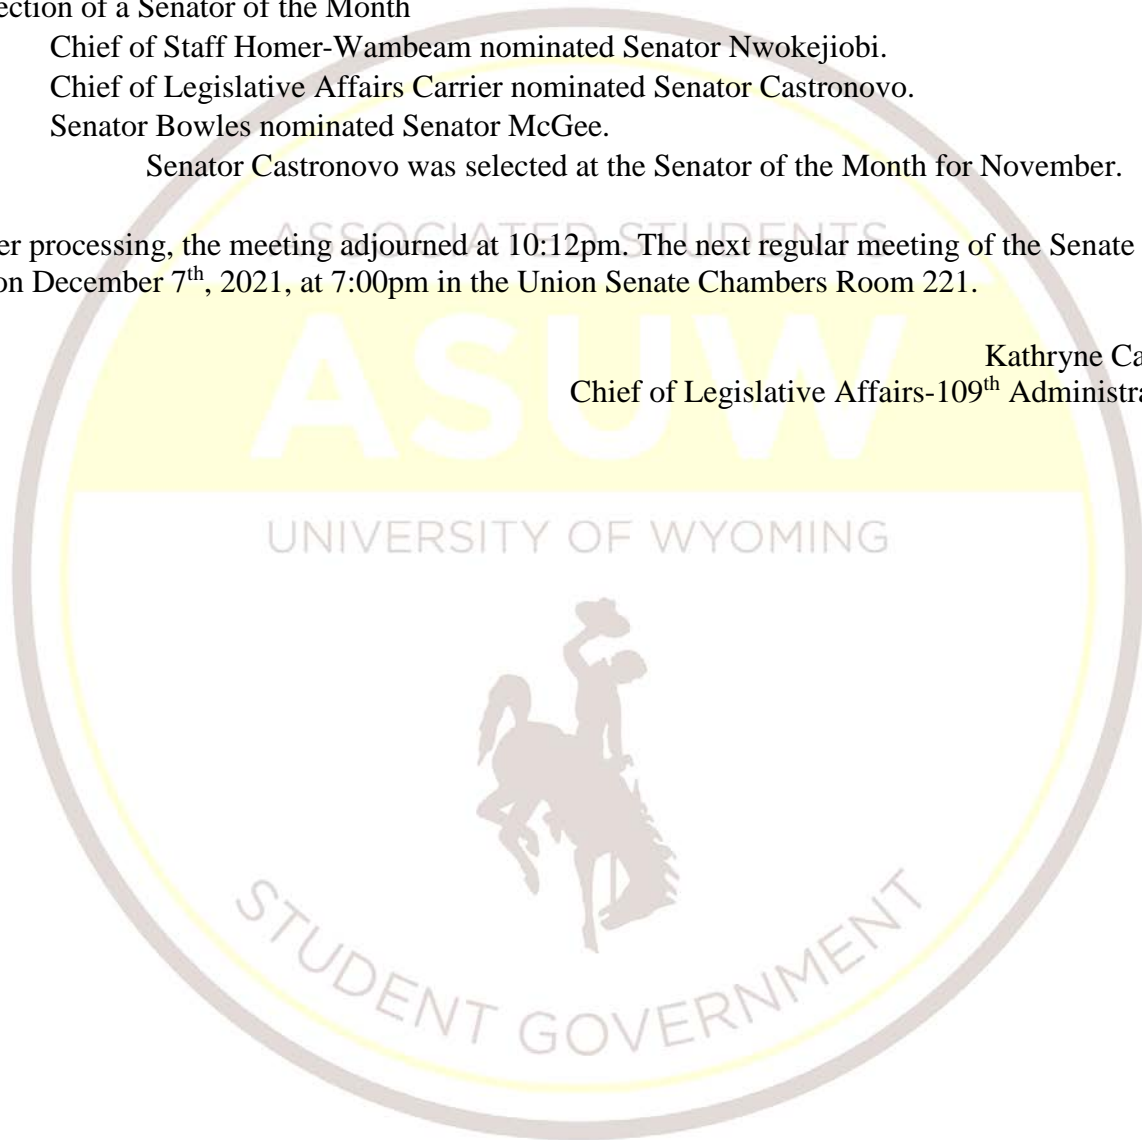 ection of a Senator of the Month
Chief of Staff Homer-Wambeam nominated Senator Nwokejiobi.
Chief of Legislative Affairs Carrier nominated Senator Castronovo.
Senator Bowles nominated Senator McGee.
Senator Castronovo was selected at the Senator of the Month for November.
er processing, the meeting adjourned at 10:12pm. The next regular meeting of the Senate
on December 7th, 2021, at 7:00pm in the Union Senate Chambers Room 221.
Kathryne Ca
Chief of Legislative Affairs-109th Administra
ASSOCIATED STUDENTS
ASUW
UNIVERSITY OF WYOMING
STUDENT GOVERNMENT